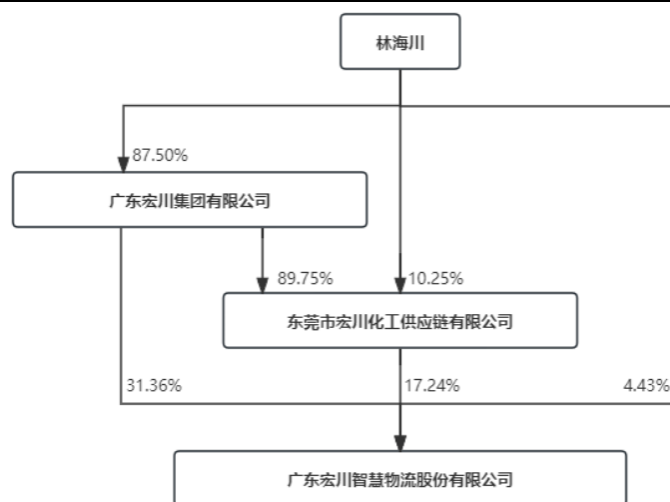 林海川
87.50%
广东宏川集团有限公司
89.75%
10.25%
东莞市宏川化工供应链有限公司
31.36%
17.24%
4.43%
广东宏川智慧物流股份有限公司